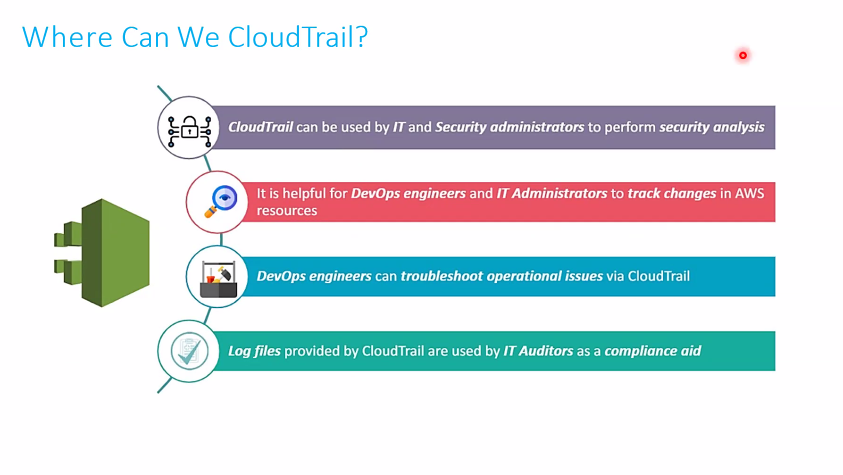 Where Can We CloudTrail?
CloudTrail can be used by IT and Security administrators to perform security analysis
It is helpful for DevOps engineers and IT Administrators to track changes in AWS
resources
DevOps engineers can troubleshoot operational issues via CloudTrail
Log files provided by CloudTrail are used by IT Auditors as a compliance aid